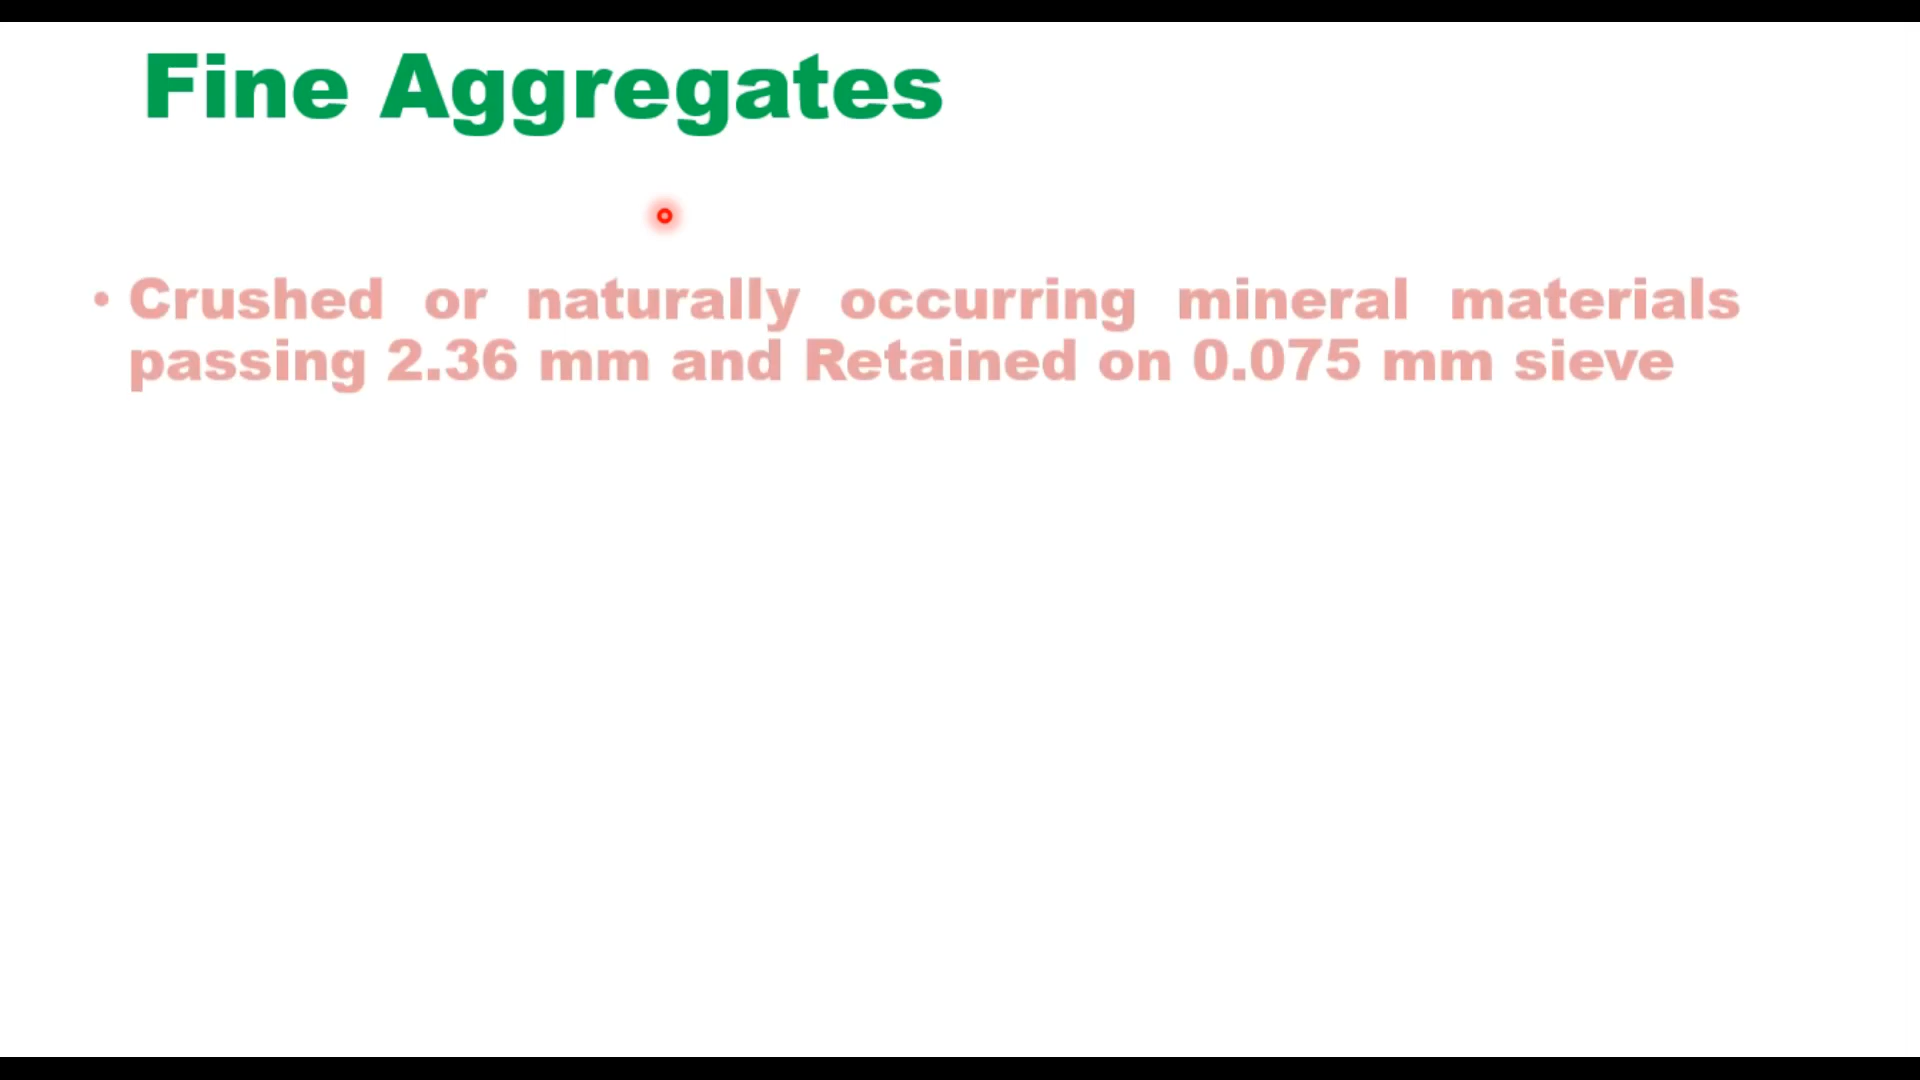 Fine Aggregates
• Crushed or naturally occurring mineral materials
passing 2.36 mm and Retained on 0.075 mm sieve